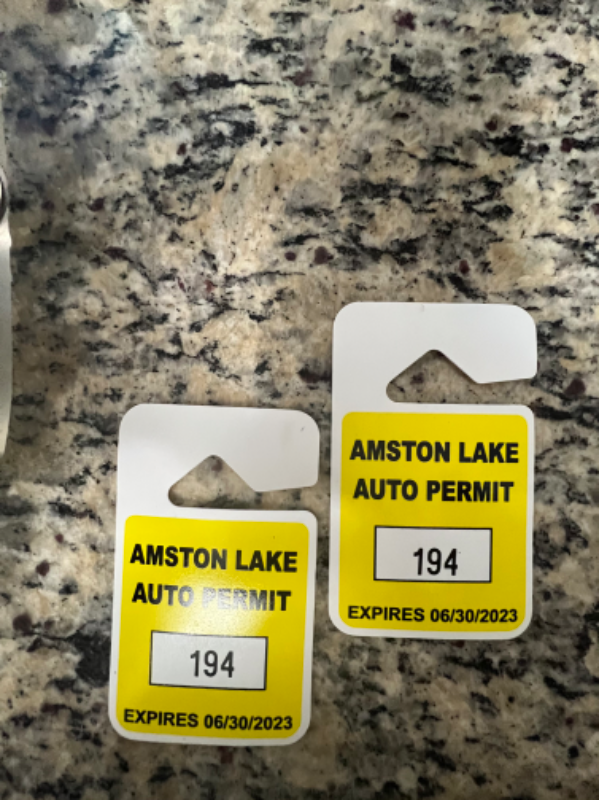 AMSTON LAKE
AUTO PERMIT
194
EXPIRES 06/30/2023
AMSTON LAKE
AUTO PERMIT
194
EXPIRES 06/30/2023